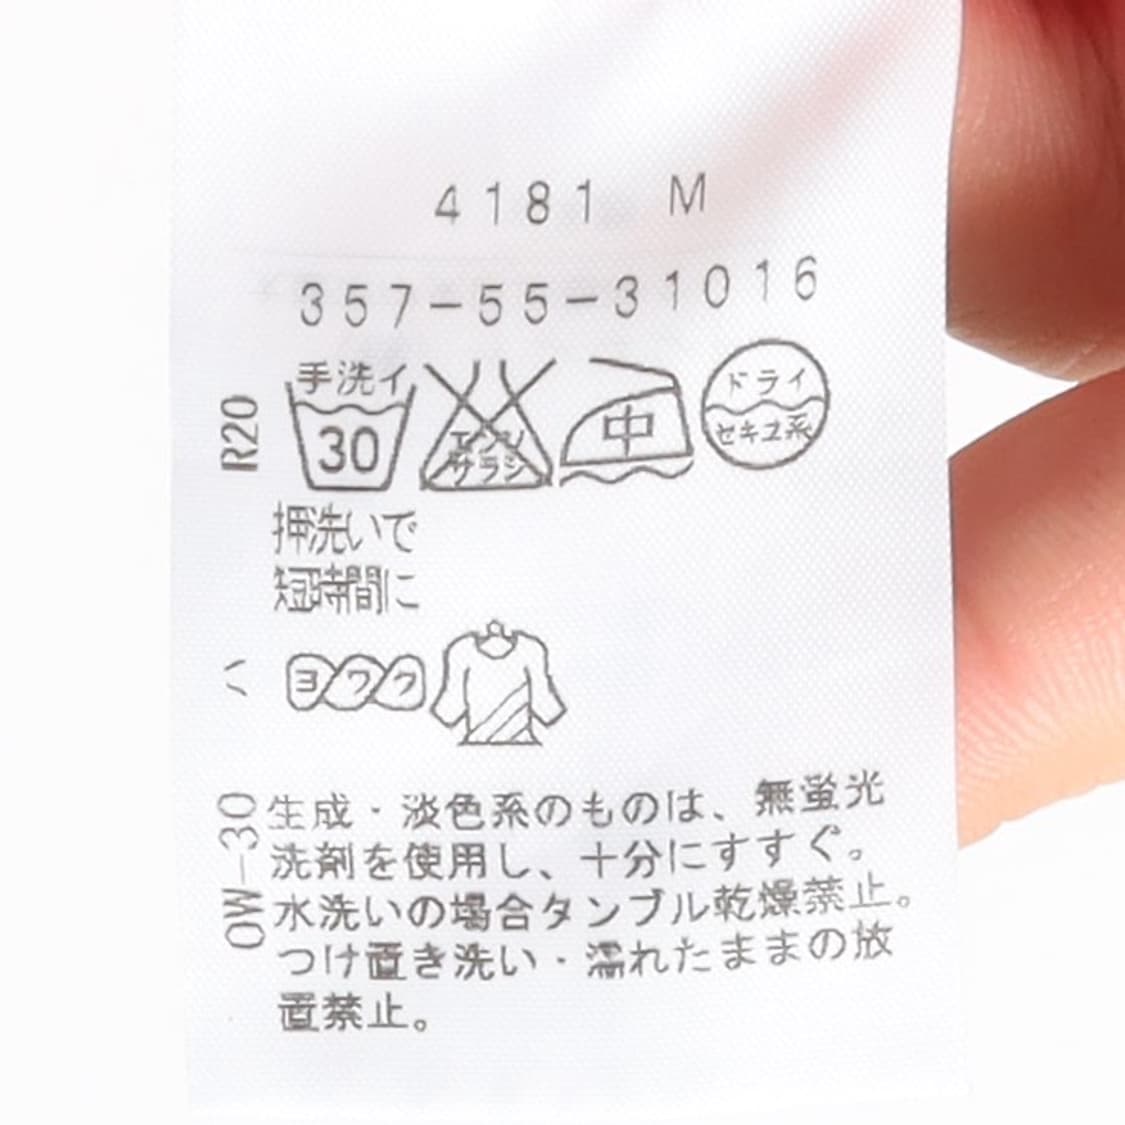 4181 M
357-55-31016
R20
手洗イ
30
エンソ
サラシ
中
ドライ
セキユ系
押洗いで
短時間に
ハ
ヨワク
OW-30
生成・淡色系のものは、無蛍光
洗剤を使用し、十分にすすぐ。
水洗いの場合タンブル乾燥禁止。
つけ置き洗い・濡れたままの放
置禁止。